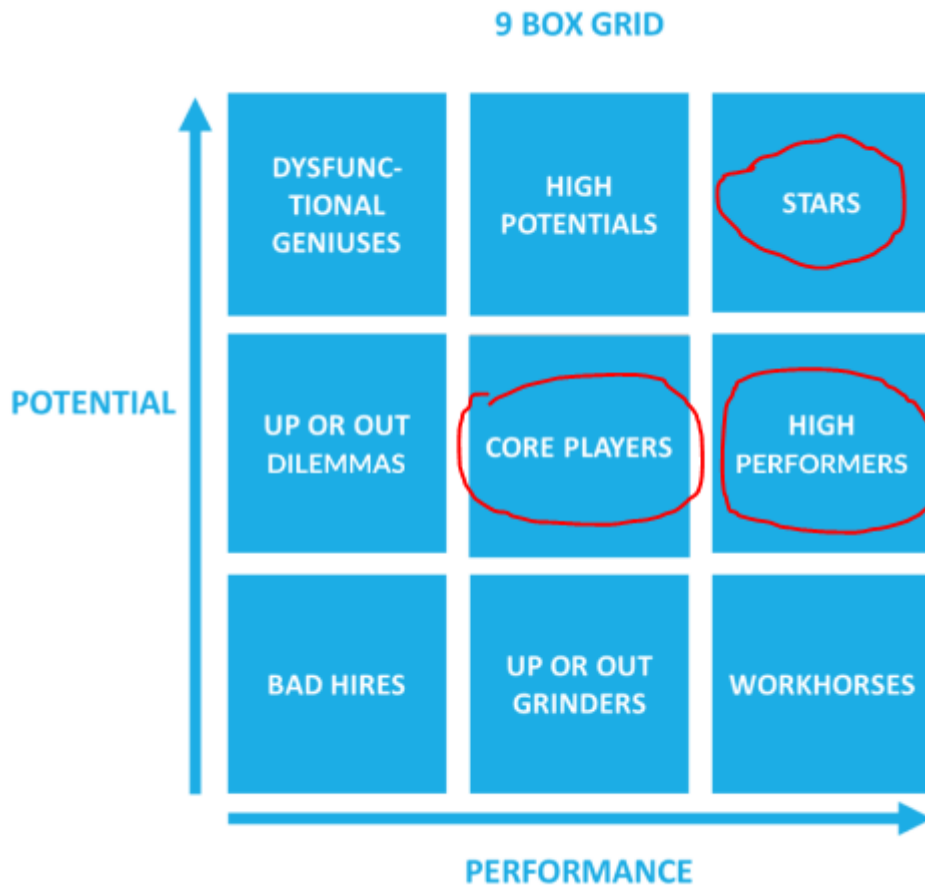 9 BOX GRID
DYSFUNC-
TIONAL
GENIUSES
HIGH
POTENTIALS
STARS
POTENTIAL
UP OR OUT
DILEMMAS
CORE PLAYERS
HIGH
PERFORMERS
BAD HIRES
UP OR OUT
GRINDERS
WORKHORSES
PERFORMANCE